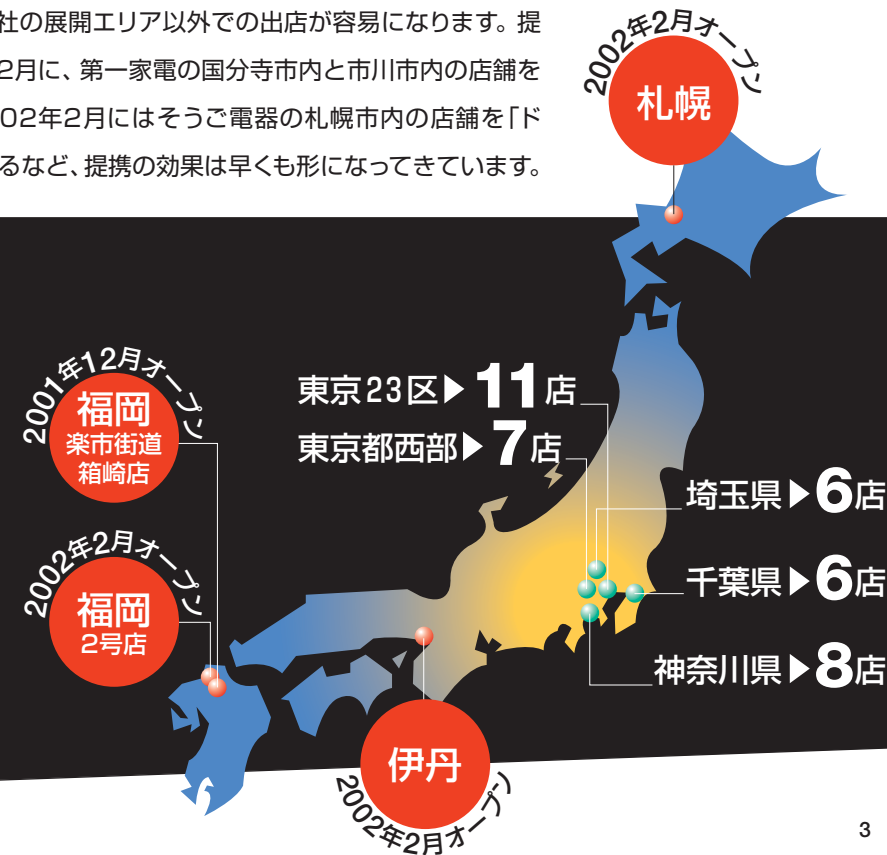 社の展開エリア以外での出店が容易になります。提
2月に、第一家電の国分寺市内と市川市内の店舗を
02年2月にはそうご電器の札幌市内の店舗を「ド
るなど、提携の効果は早くも形になってきています。
2002年2月オープン
札幌
2001年12月オープン
福岡
楽市街道
箱崎店
2002年2月オープン
福岡
2号店
東京23区▶11店
東京都西部▶7店
埼玉県▶6店
千葉県▶6店
神奈川県▶8店
伊丹
2002年2月オープン
3